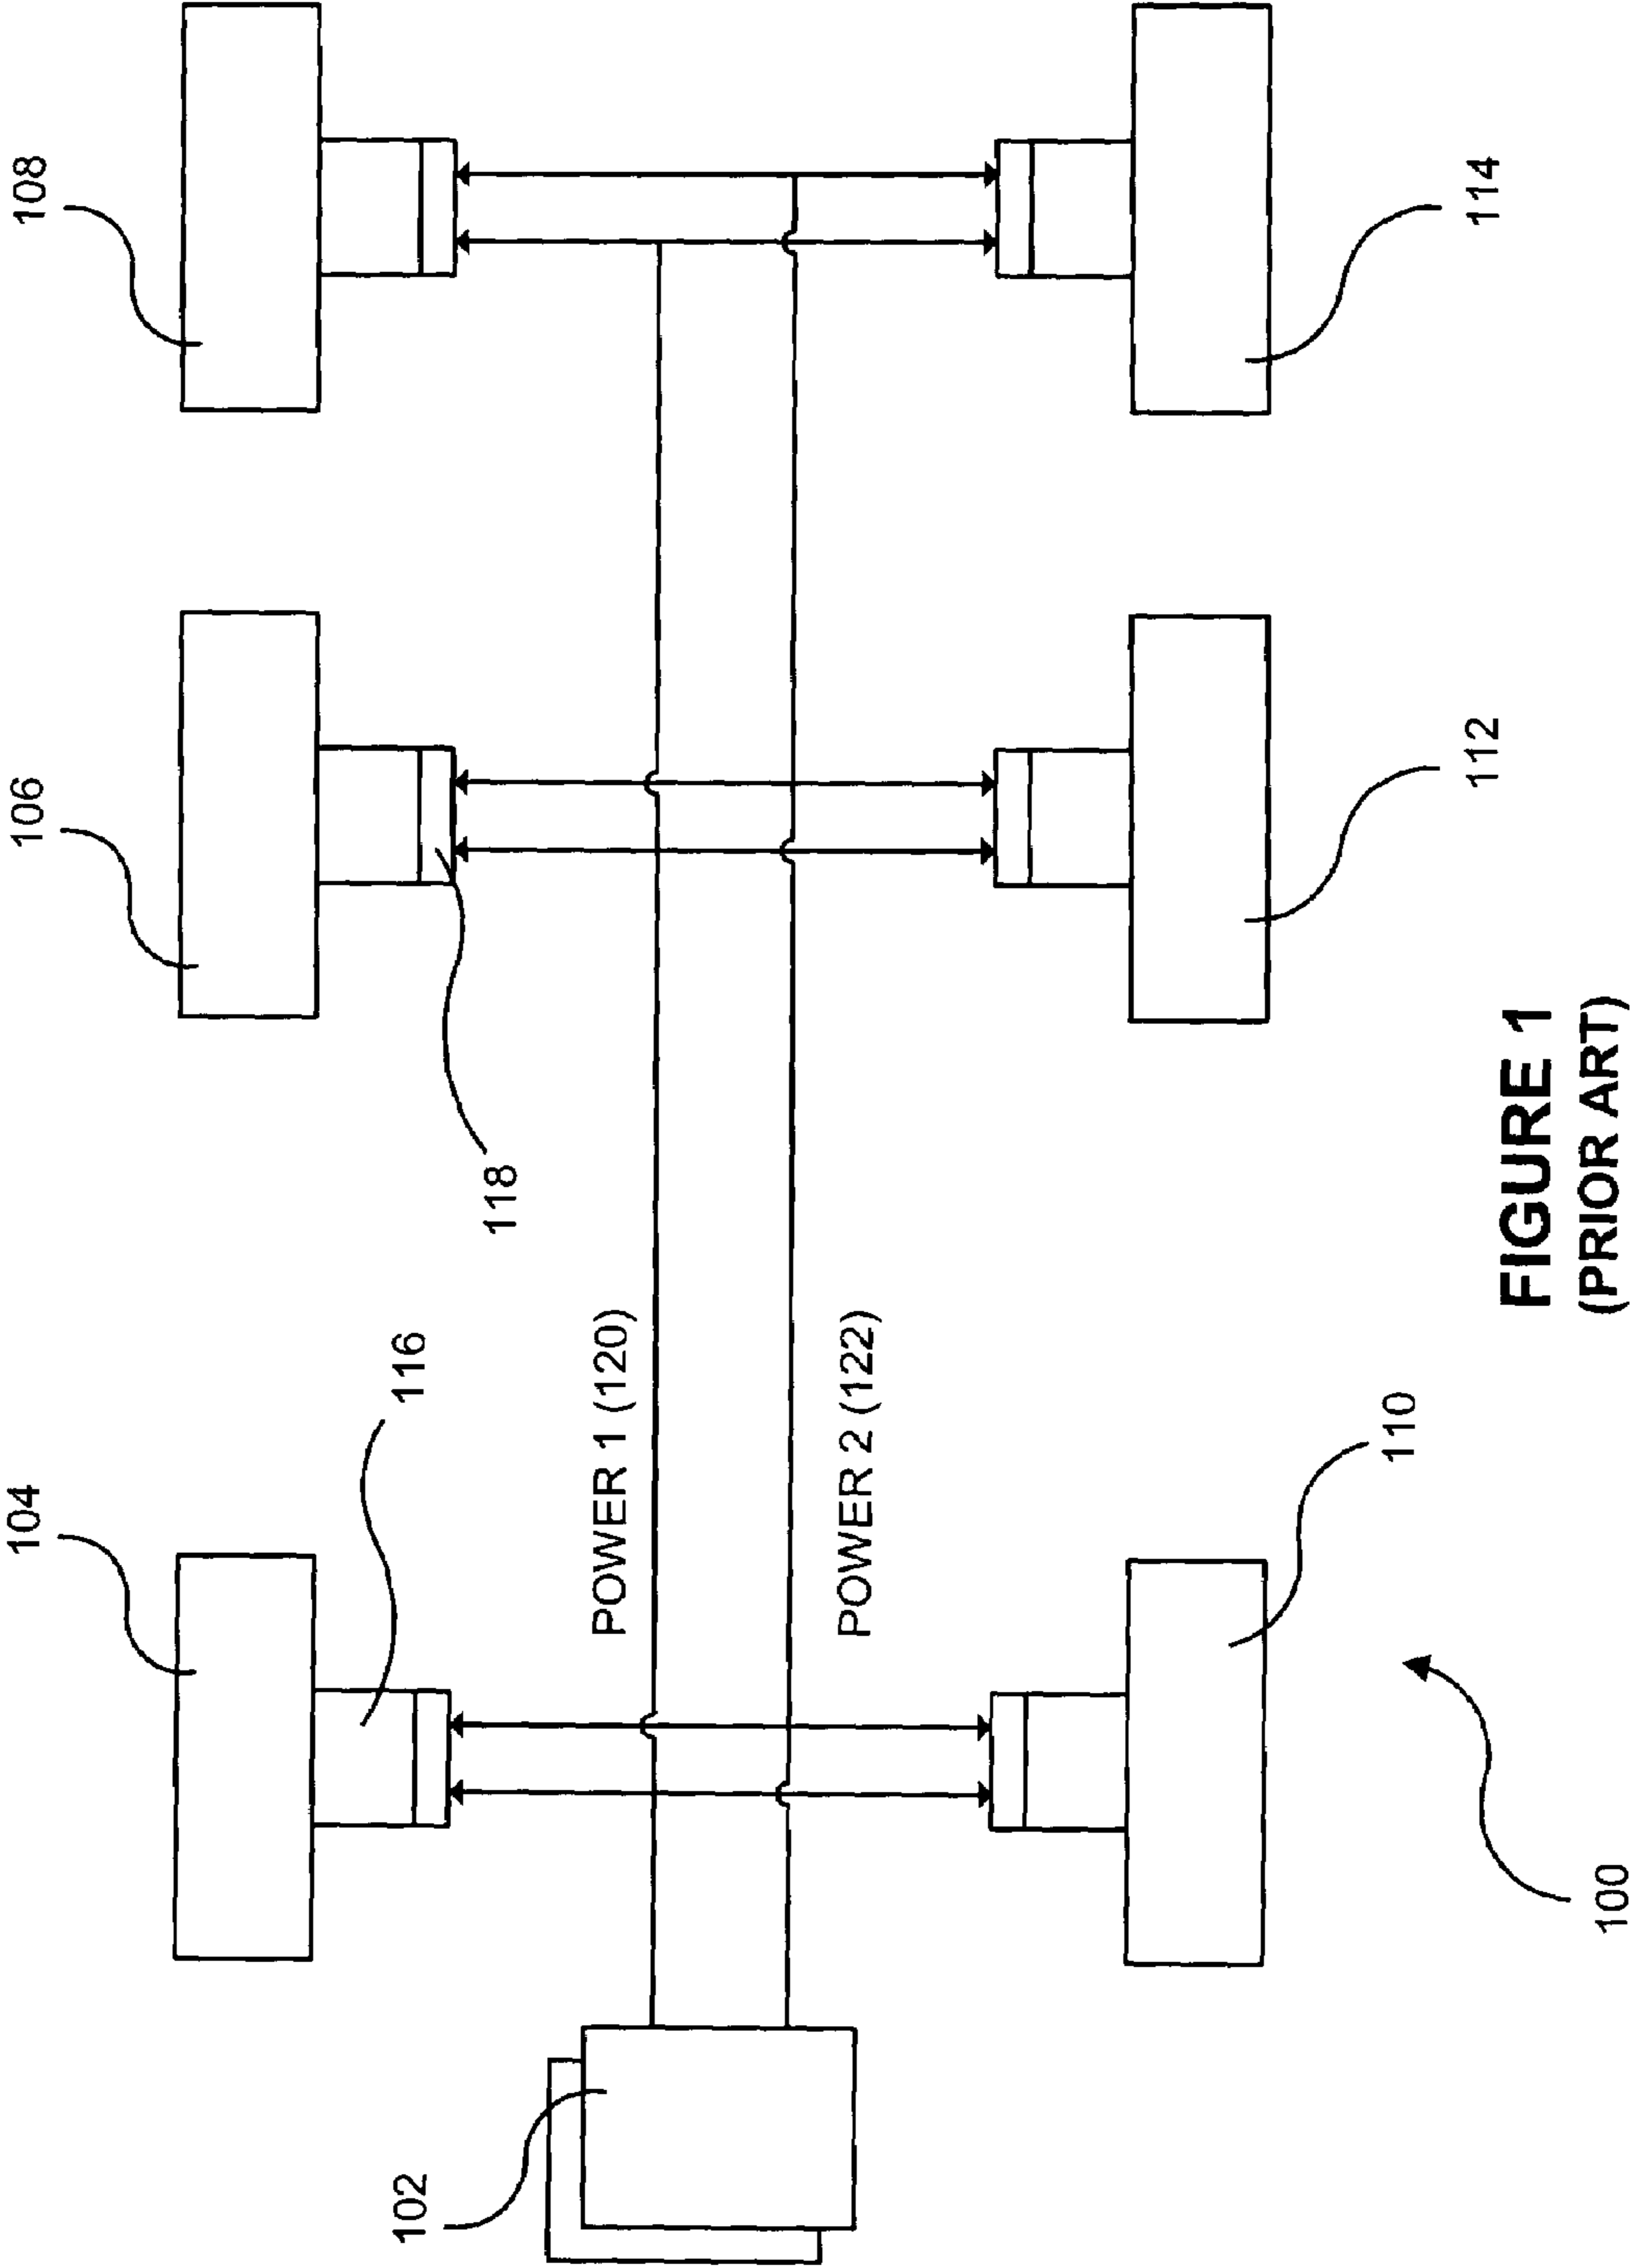 108
114
106
112
118
POWER 1 (120)
POWER 2 (122)
104
116
110
102
100
FIGURE 1
(PRIOR ART)